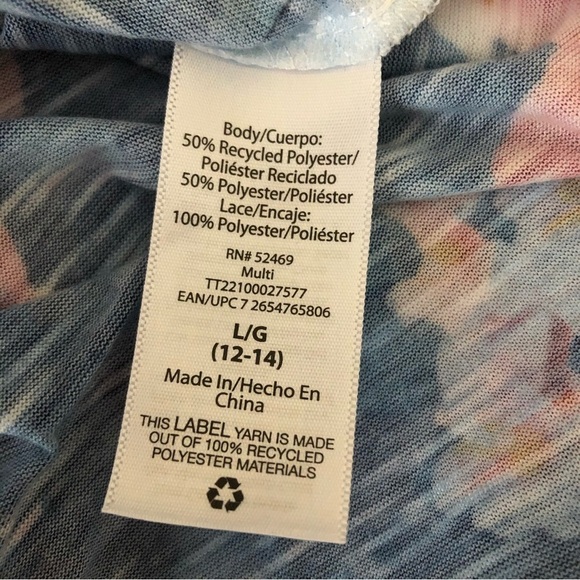 Body/Cuerpo:
50% Recycled Polyester/
Poliéster Reciclado
50% Polyester/Poliéster
Lace/Encaje:
100% Polyester/Poliéster
RN# 52469
Multi
TT22100027577
EAN/UPC 7 2654765806
L/G
(12-14)
Made In/Hecho En
China
THIS LABEL YARN IS MADE
OUT OF 100% RECYCLED
POLYESTER MATERIALS